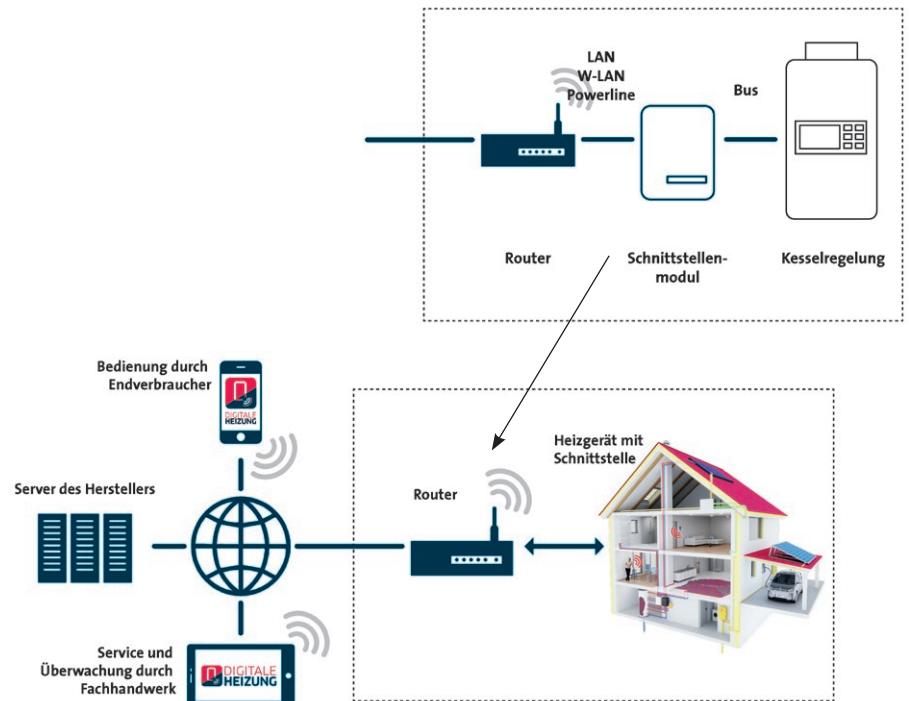 LAN
W-LAN
Powerline
Bus
Router
Schnittstellen-
modul
Kesselregelung
Bedienung durch
Endverbraucher
DIGITALE
HEIZUNG
Server des Herstellers
Router
Heizgerät mit
Schnittstelle
Service und
Überwachung durch
Fachhandwerk
DIGITALE
HEIZUNG